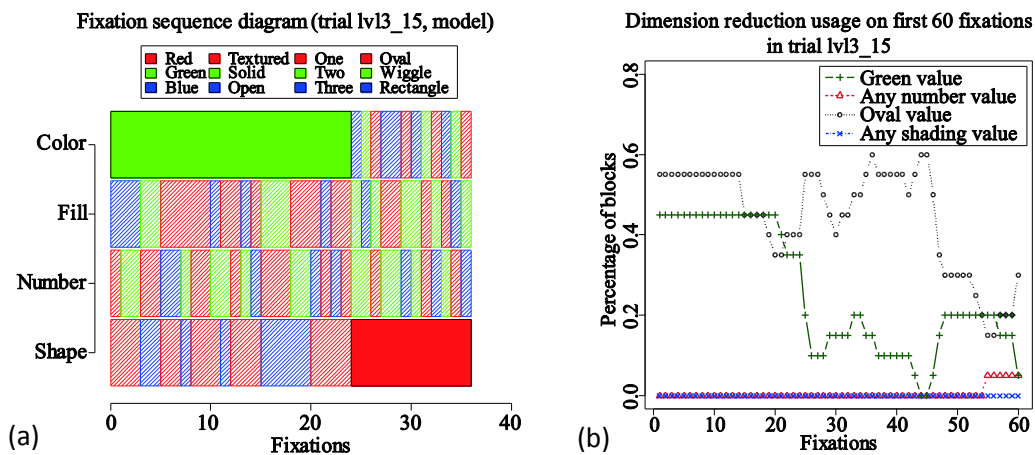 Fixation sequence diagram (trial lvl3_15, model)
Red Textured One Oval
Green Solid Two Wiggle
Blue Open Three Rectangle
Color
Fill
Number
Shape
0 10 20 30 40
Fixations
(a)
Dimension reduction usage on first 60 fixations
in trial lvl3_15
Green value
Any number value
Oval value
Any shading value
Percentage of blocks
0.8
0.6
0.4
0.2
0.0
0 10 20 30 40 50 60
Fixations
(b)